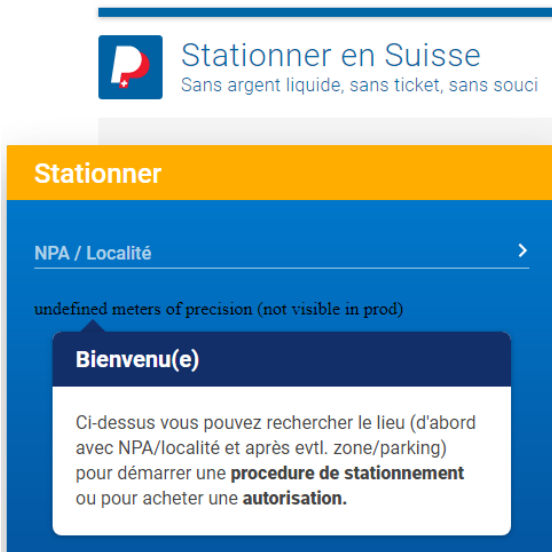 Stationner en Suisse
Sans argent liquide, sans ticket, sans souci
Stationner
NPA / Localité
undefined meters of precision (not visible in prod)
Bienvenu(e)
Ci-dessus vous pouvez rechercher le lieu (d'abord
avec NPA/localité et après evtl. zone/parking)
pour démarrer une procedure de stationnement
ou pour acheter une autorisation.